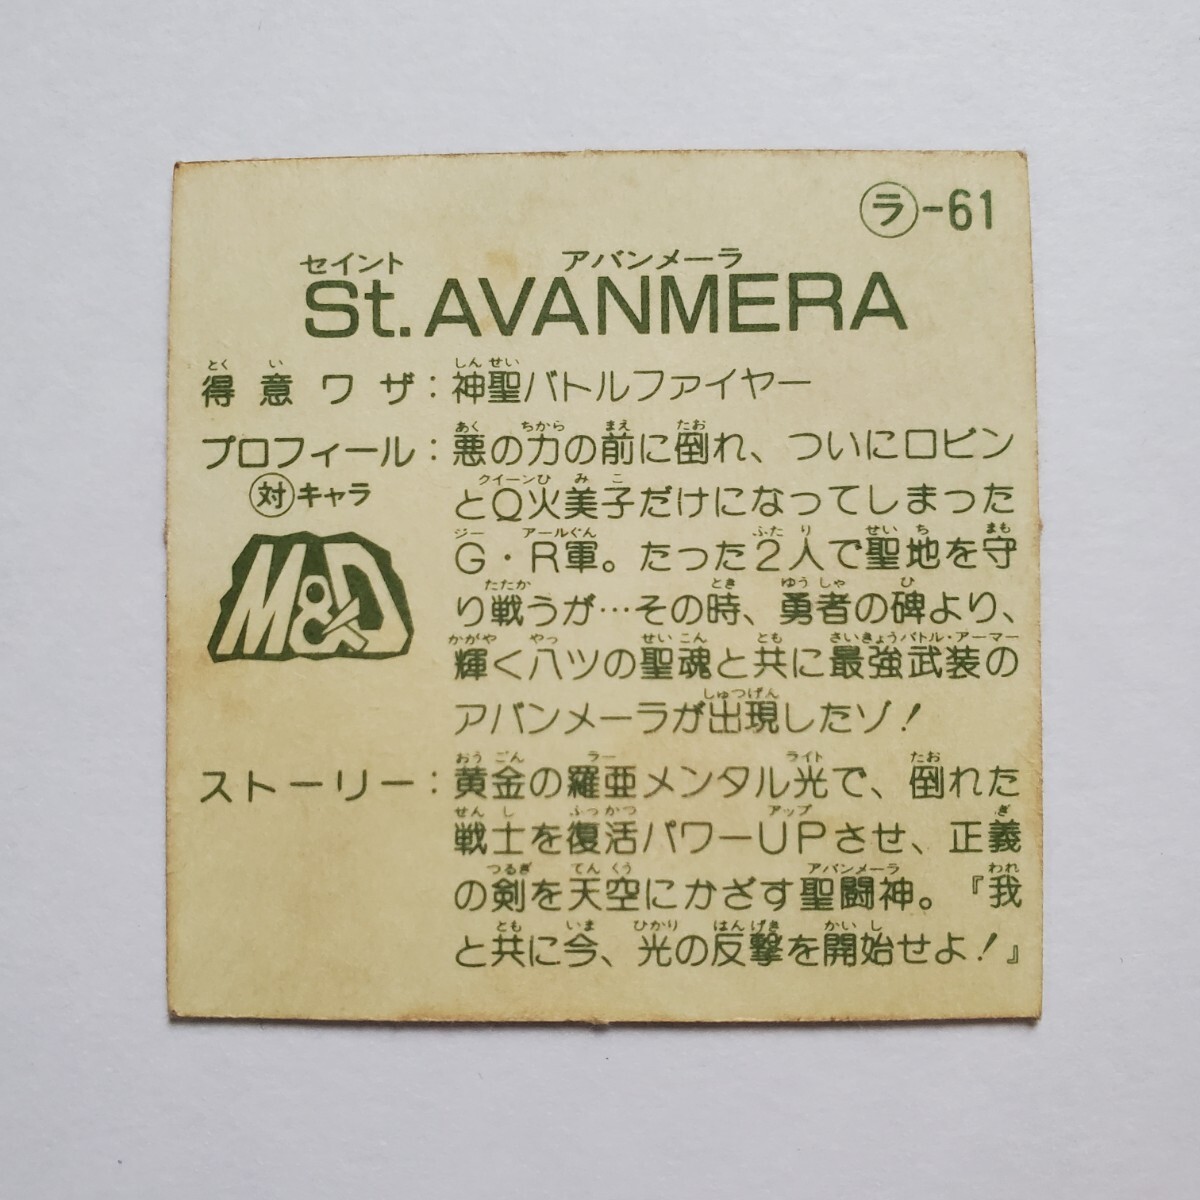 ラ-61
セイント アバンメーラ
St.AVANMERA
とく い しん せい
得意ワザ：神聖バトルファイヤー
あく ちから まえ たお
プロフィール：悪の力の前に倒れ、ついにロビン
クイーンひ み こ
対キャラ とQ火美子だけになってしまった
ジー アールぐん ふた り せい ち まも
G・R軍。たった2人で聖地を守
たたか とき ゆう しゃ ひ
り戦うが…その時、勇者の碑より、
M&D
かがや やっ せい こん とも さいきょうバトル・アーマー
輝く八ツの聖魂と共に最強武装の
しゅつげん
アバンメーラが出現したゾ！
おう ごん ラー ライト たお
ストーリー：黄金の羅亜メンタル光で、倒れた
せん し ふっ かつ アップ ぎ
戦士を復活パワーUPさせ、正義
つるぎ てん くう アバンメーラ われ
の剣を天空にかざす聖闘神。『我
とも いま ひかり はん げき かい し
と共に今、光の反撃を開始せよ！』